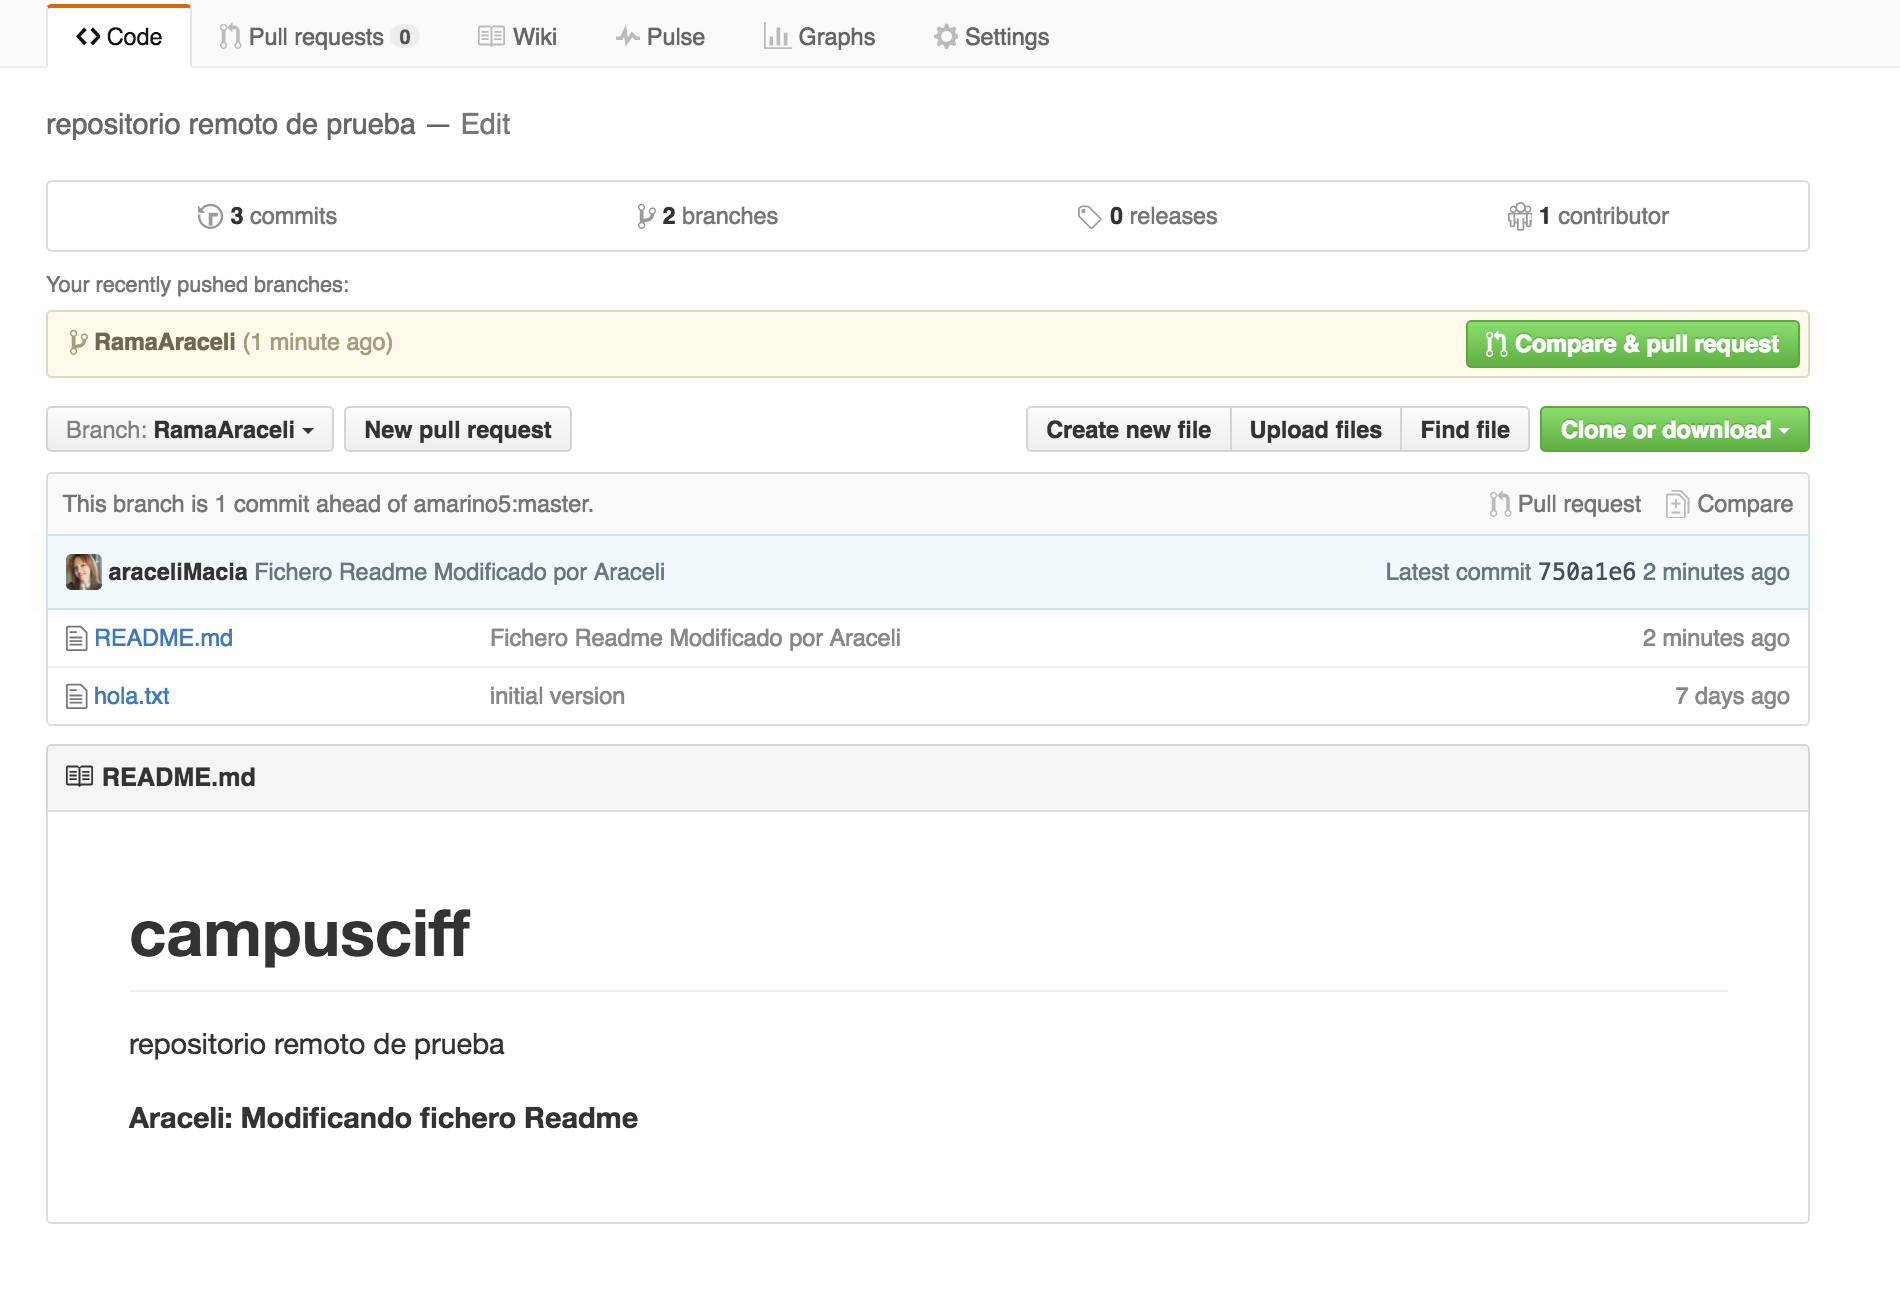 Code Pull requests 0 Wiki Pulse Graphs Settings
repositorio remoto de prueba — Edit
3 commits 2 branches 0 releases 1 contributor
Your recently pushed branches:
RamaAraceli (1 minute ago) Compare & pull request
Branch: RamaAraceli New pull request Create new file Upload files Find file Clone or download
This branch is 1 commit ahead of amarino5:master. Pull request Compare
araceliMacia Fichero Readme Modificado por Araceli Latest commit 750a1e6 2 minutes ago
README.md Fichero Readme Modificado por Araceli 2 minutes ago
hola.txt initial version 7 days ago
README.md
campusciff
repositorio remoto de prueba
Araceli: Modificando fichero Readme